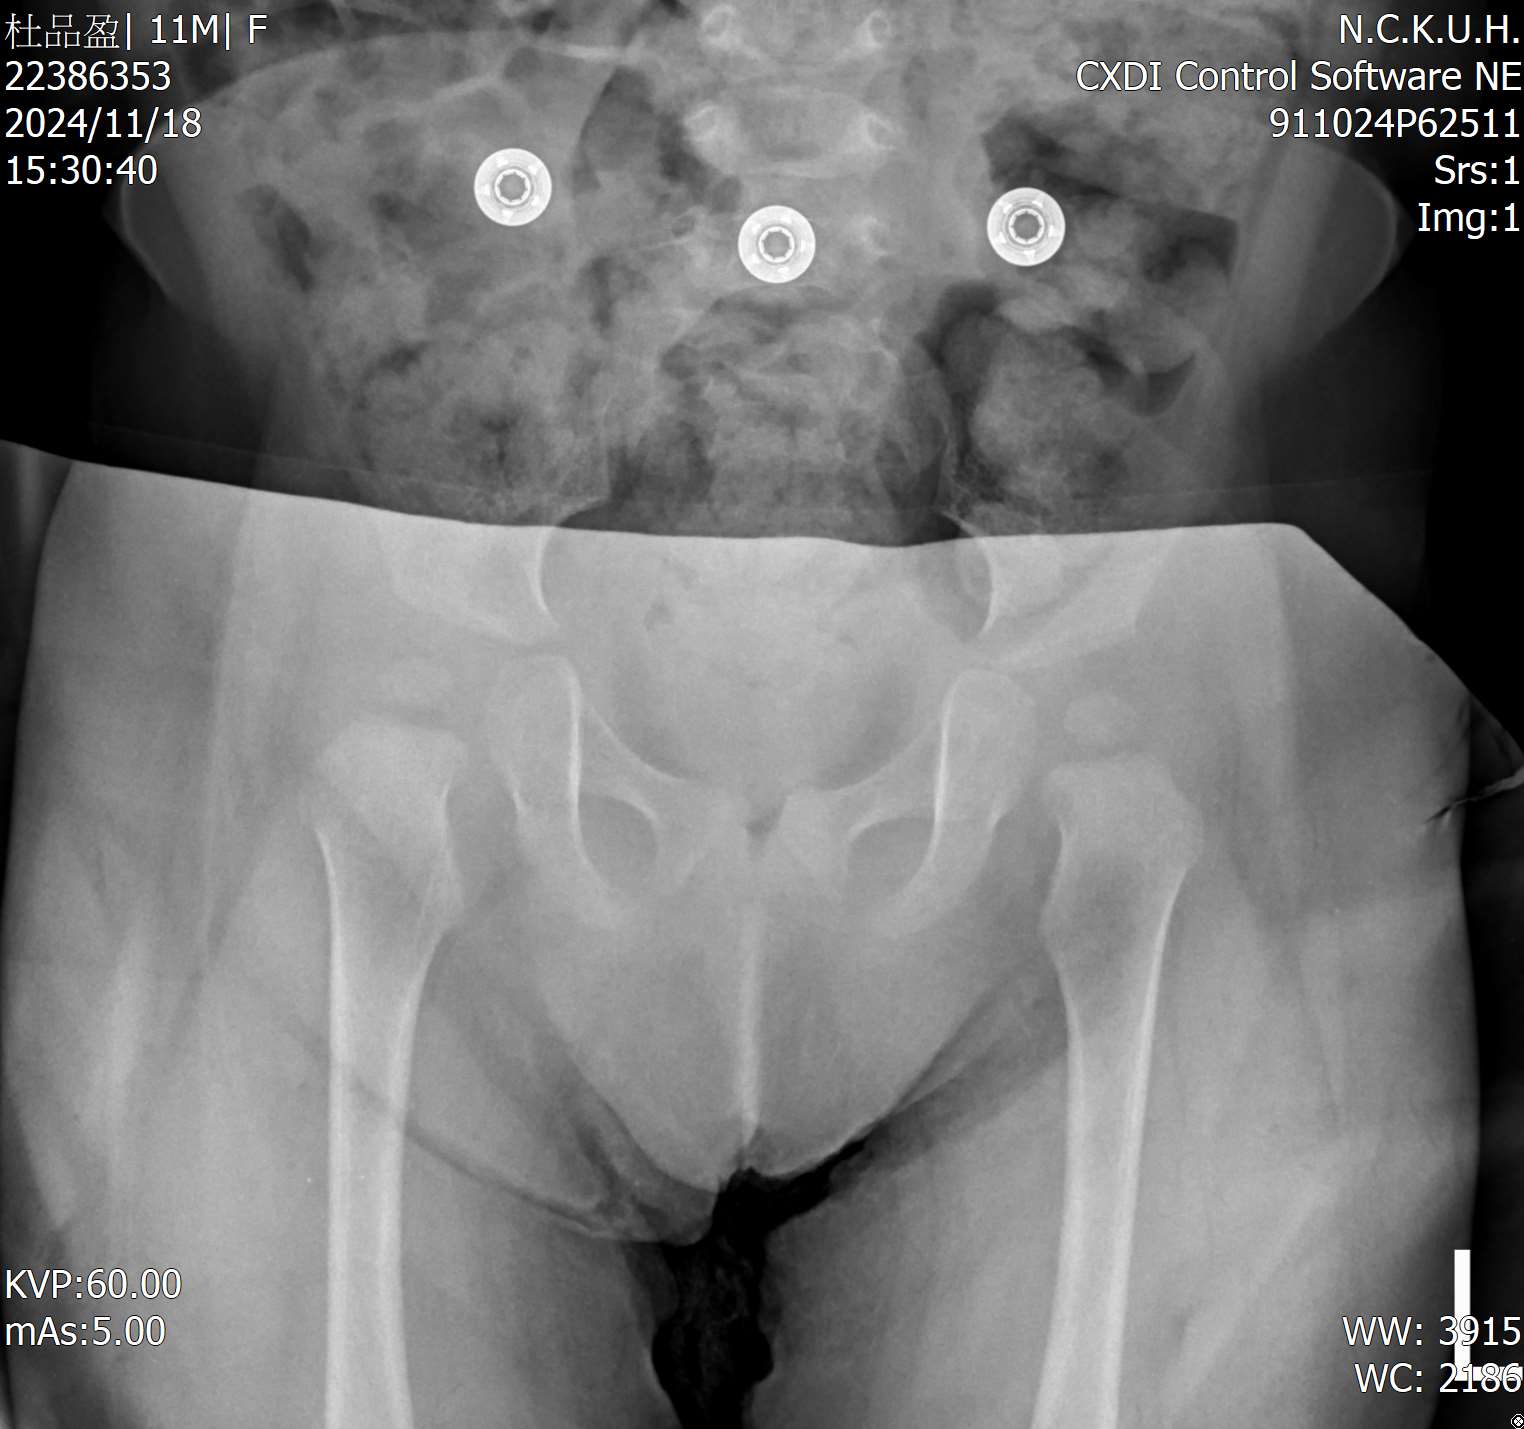 杜品盈| 11M| F
22386353
2024/11/18
15:30:40
N.C.K.U.H.
CXDI Control Software NE
911024P62511
Srs:1
Img:1
KVP:60.00
mAs:5.00
L
WW: 3915
WC: 2186